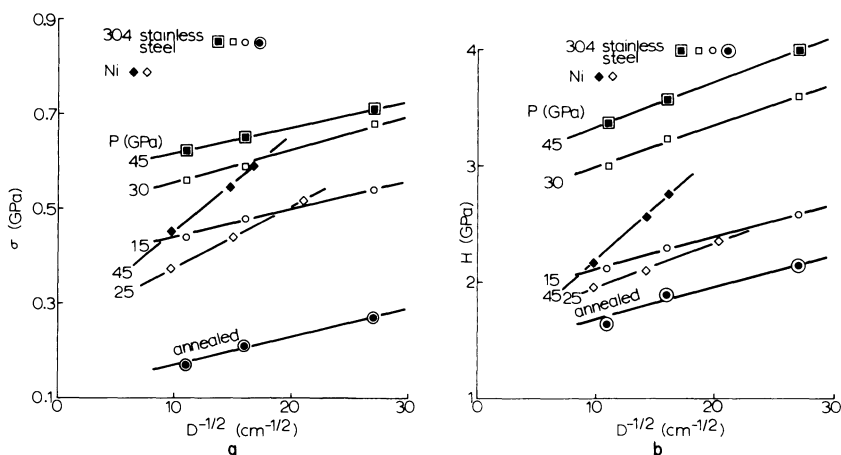 0.9
0.7
0.5
0.3
0.1
σ (GPa)
304 stainless
steel
Ni
P (GPa)
45
30
15
45
25
annealed
0
10
20
30
D⁻¹/² (cm⁻¹/²)
a
4
3
2
1
H (GPa)
304 stainless
steel
Ni
P (GPa)
45
30
15
45
25
annealed
0
10
20
30
D⁻¹/² (cm⁻¹/²)
b